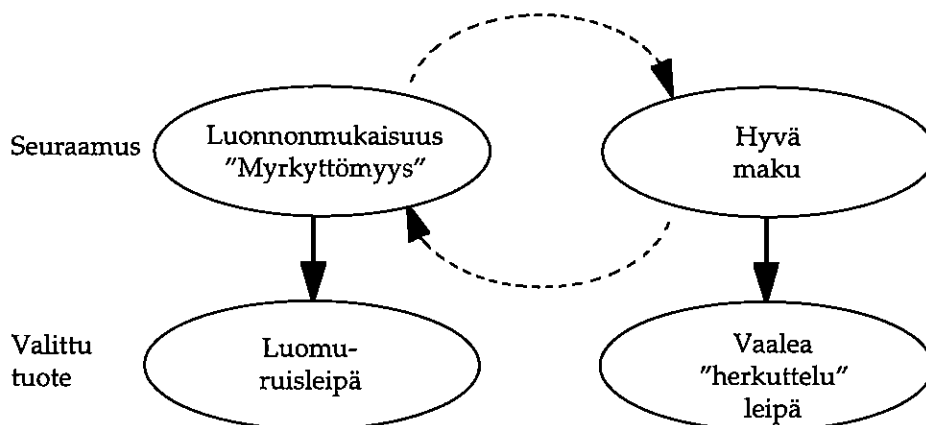 Seuraamus
Luonnonmukaisuus
"Myrkyttömyys"
Hyvä
maku
Valittu
tuote
Luomu-
ruisleipä
Vaalea
"herkuttelu"
leipä